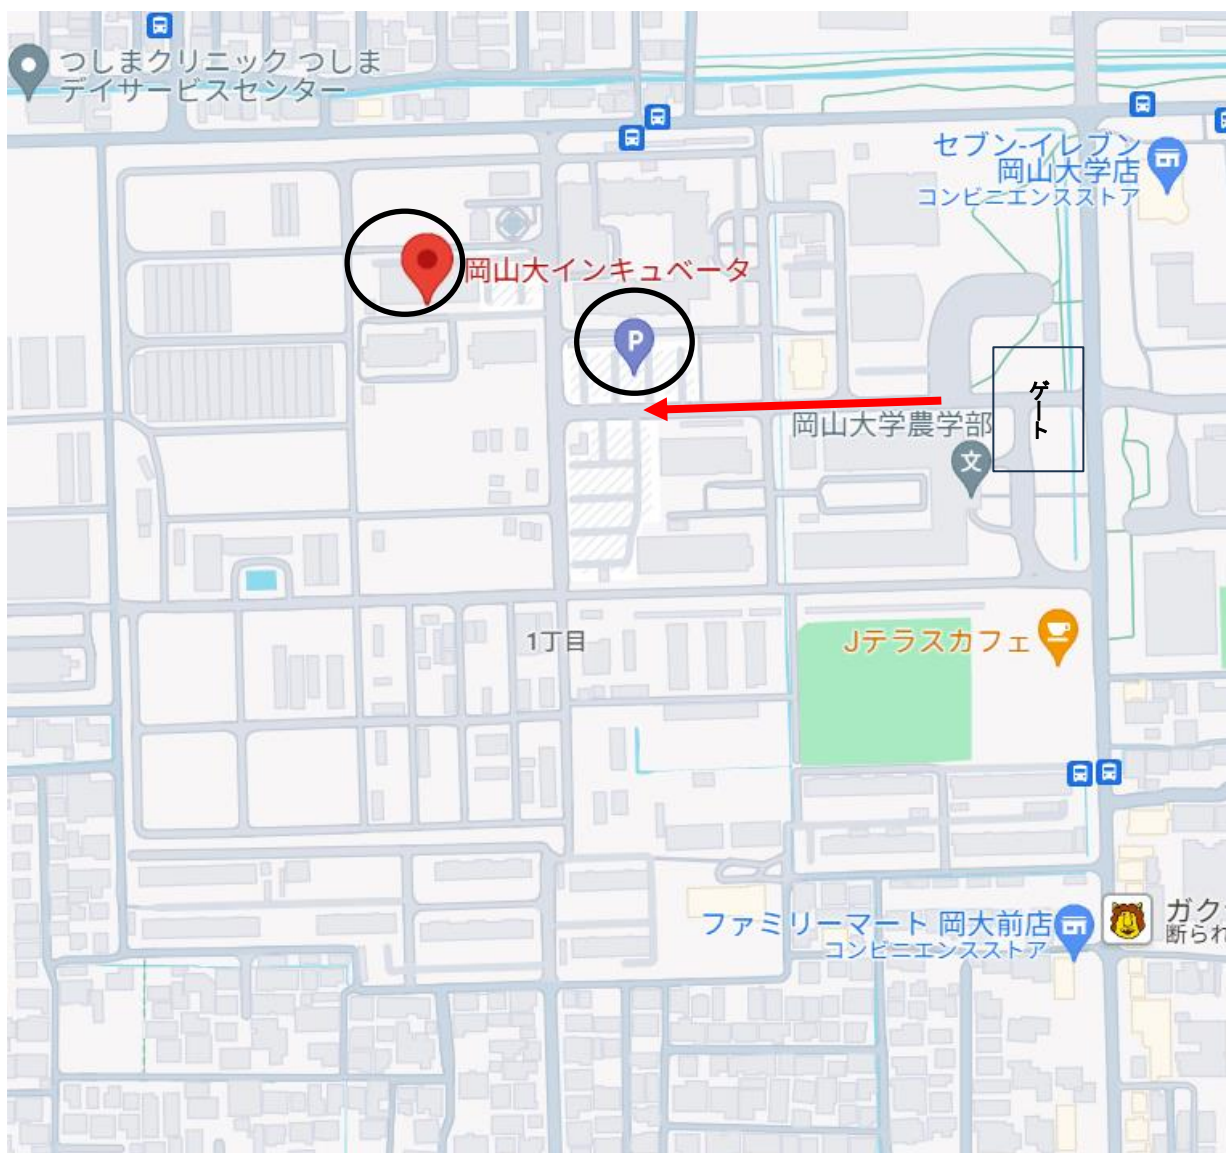 つしまクリニック つしま
デイサービスセンター
セブン-イレブン
岡山大学店
コンビニエンスストア
岡山大インキュベータ
P
ゲート
岡山大学農学部
文
1丁目
Jテラスカフェ
ファミリーマート 岡大前店
コンビニエンスストア
ガク
断られ